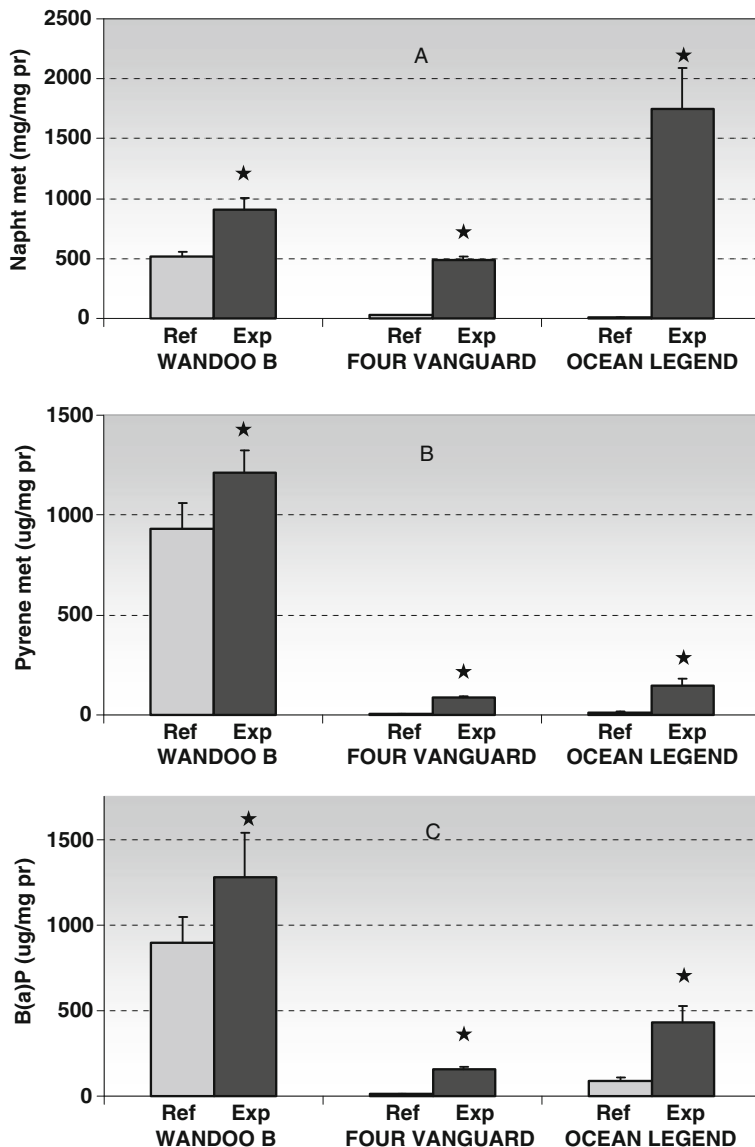 2500
A
2000
1500
1000
500
0
Napht met (mg/mg pr)
★
★
★
Ref Exp Ref Exp Ref Exp
WANDOO B FOUR VANGUARD OCEAN LEGEND
1500
B
1000
500
0
Pyrene met (ug/mg pr)
★
★
★
Ref Exp Ref Exp Ref Exp
WANDOO B FOUR VANGUARD OCEAN LEGEND
C
1500
1000
500
0
B(a)P (ug/mg pr)
★
★
★
Ref Exp Ref Exp Ref Exp
WANDOO B FOUR VANGUARD OCEAN LEGEND